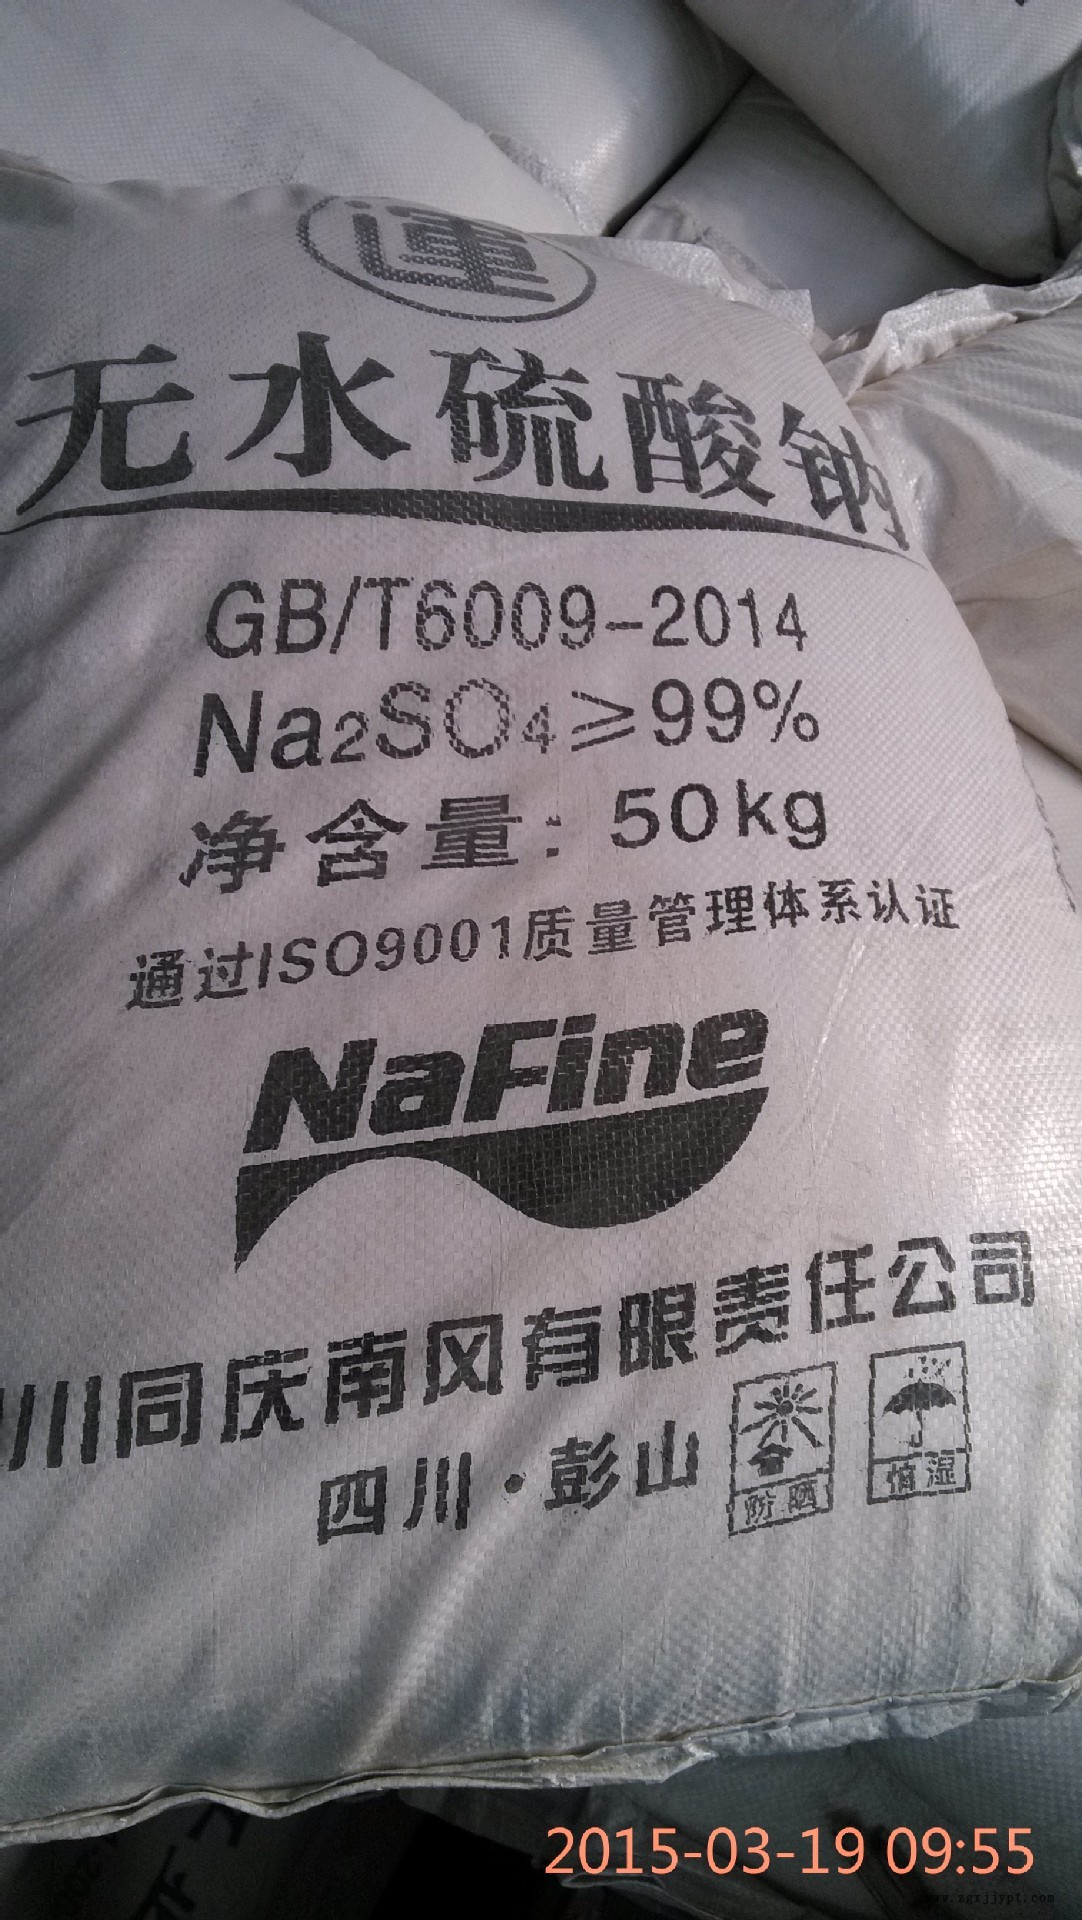 運
无水硫酸钠
GB/T6009-2014
Na2SO4≥99%
净含量：50kg
通过ISO9001质量管理体系认证
NaFine
川同庆南风有限责任公司
四川·彭山
防晒
怕湿
2015-03-19 09:55
www.zgxjjypt.com